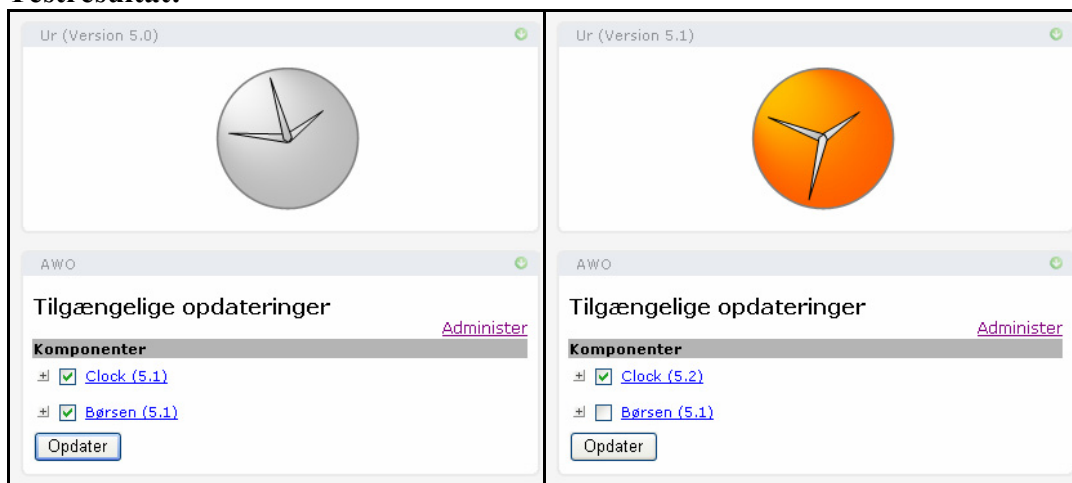 Testresultat:
Ur (Version 5.0)
AWO
Tilgængelige opdateringer
Administer
Komponenter
Clock (5.1)
Børsen (5.1)
Opdater
Ur (Version 5.1)
AWO
Tilgængelige opdateringer
Administer
Komponenter
Clock (5.2)
Børsen (5.1)
Opdater